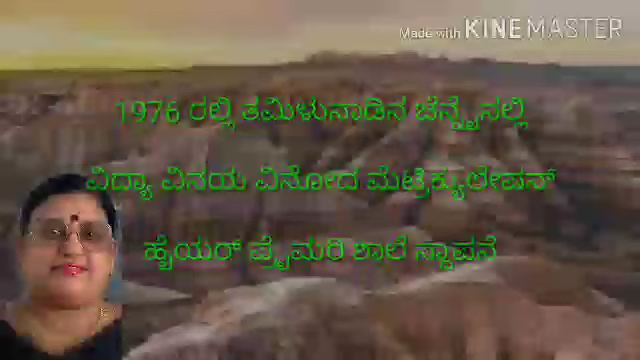 Made with KINEMASTER
1976 ರಲ್ಲಿ ತಮಿಳುನಾಡಿನ ಚೆನ್ನೈನಲ್ಲಿ
ವಿದ್ಯಾ ವಿನಯ ವಿನೋದ ಮೆಟ್ರಿಕ್ಯುಲೇಷನ್
ಹೈಯರ್ ಪ್ರೈಮರಿ ಶಾಲೆ ಸ್ಥಾಪನೆ